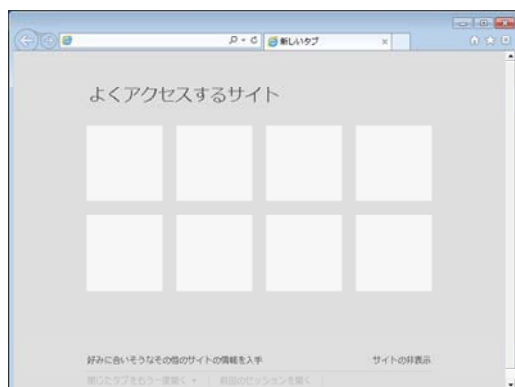 新しいタブ
よくアクセスするサイト
好みに合いそうなその他のサイトの情報を入手 サイトの非表示
閉じたタブをもう一度開く 前回のセッションを開く